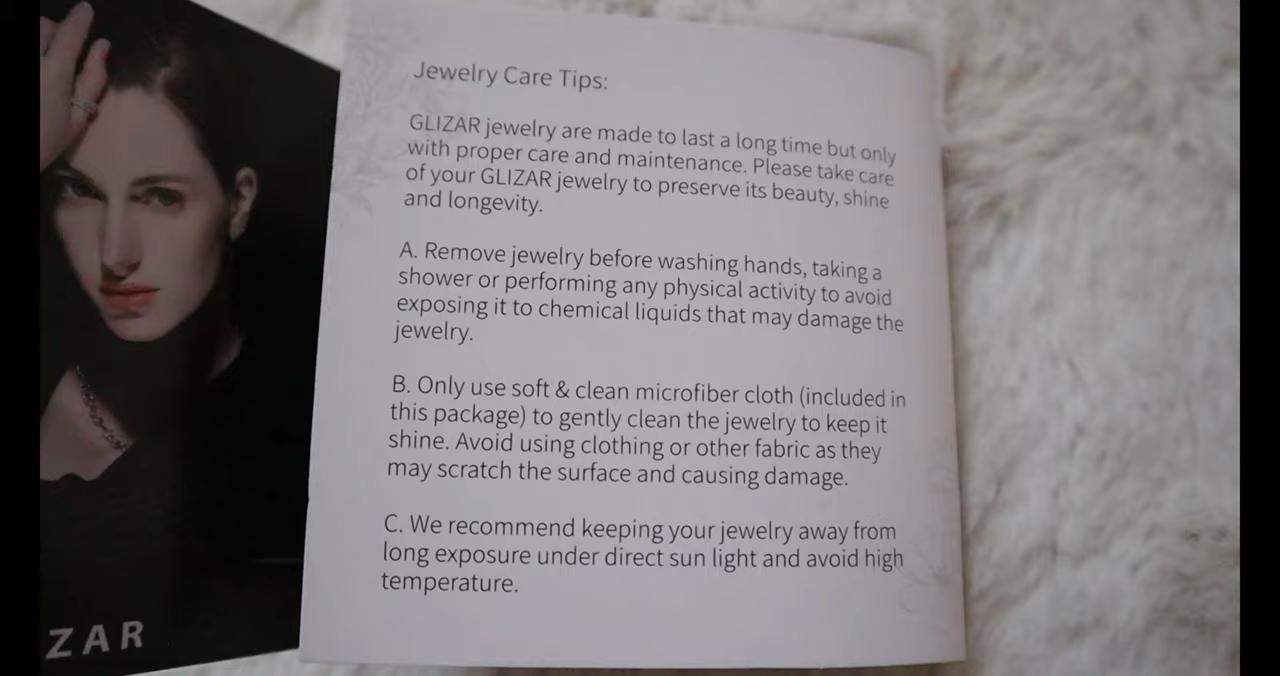 Jewelry Care Tips:
GLIZAR jewelry are made to last a long time but only
with proper care and maintenance. Please take care
of your GLIZAR jewelry to preserve its beauty, shine
and longevity.
A. Remove jewelry before washing hands, taking a
shower or performing any physical activity to avoid
exposing it to chemical liquids that may damage the
jewelry.
B. Only use soft & clean microfiber cloth (included in
this package) to gently clean the jewelry to keep it
shine. Avoid using clothing or other fabric as they
may scratch the surface and causing damage.
C. We recommend keeping your jewelry away from
long exposure under direct sun light and avoid high
temperature.
ZAR